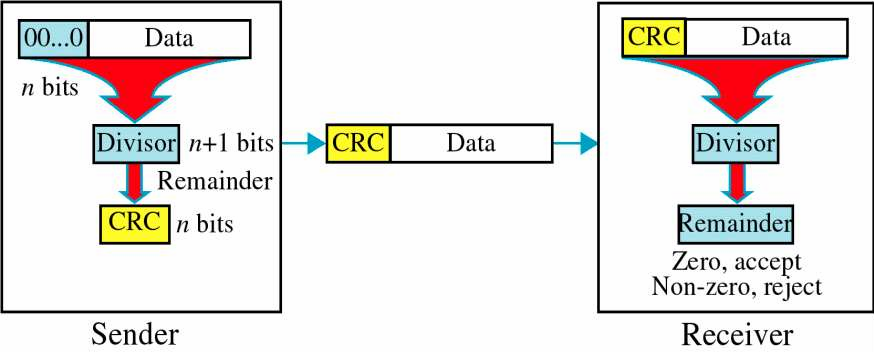 00...0 Data
n bits
Divisor n+1 bits
Remainder
CRC n bits
Sender
CRC Data
CRC Data
Divisor
Remainder
Zero, accept
Non-zero, reject
Receiver